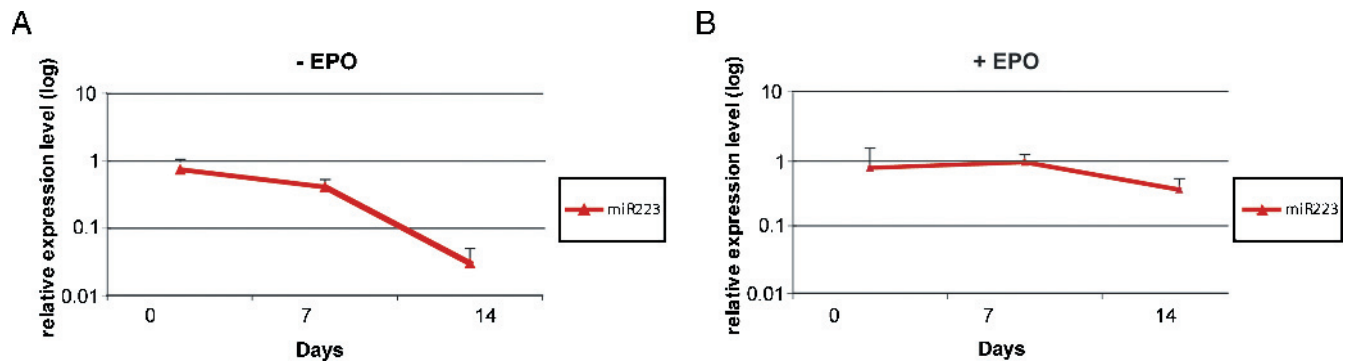 A
- EPO
relative expression level (log)
10
1
0.1
0.01
0
7
14
Days
miR223
B
+ EPO
relative expression level (log)
10
1
0.1
0.01
0
7
14
Days
miR223